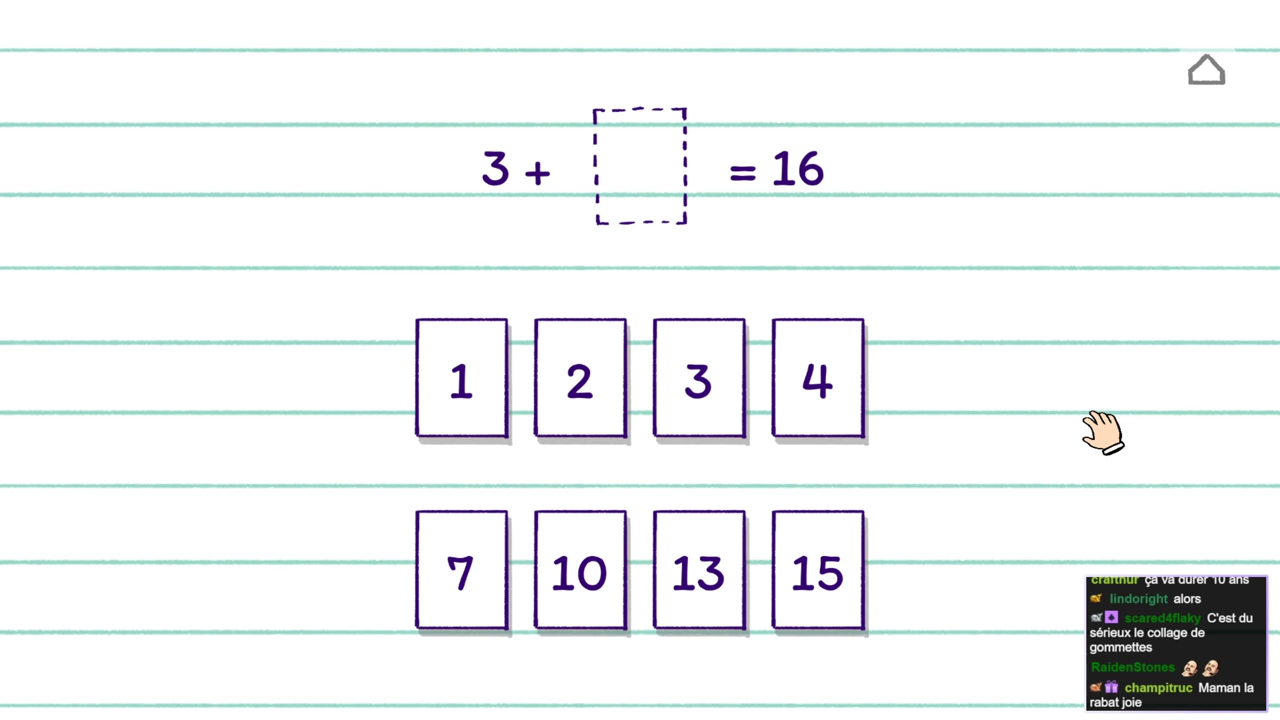 3 + = 16
1 2 3 4
7 10 13 15
crafthur ça va durer 10 ans
lindoright alors
scared4flaky C'est du
sérieux le collage de
gommettes
RaidenStones
champitruc Maman la
rabat joie